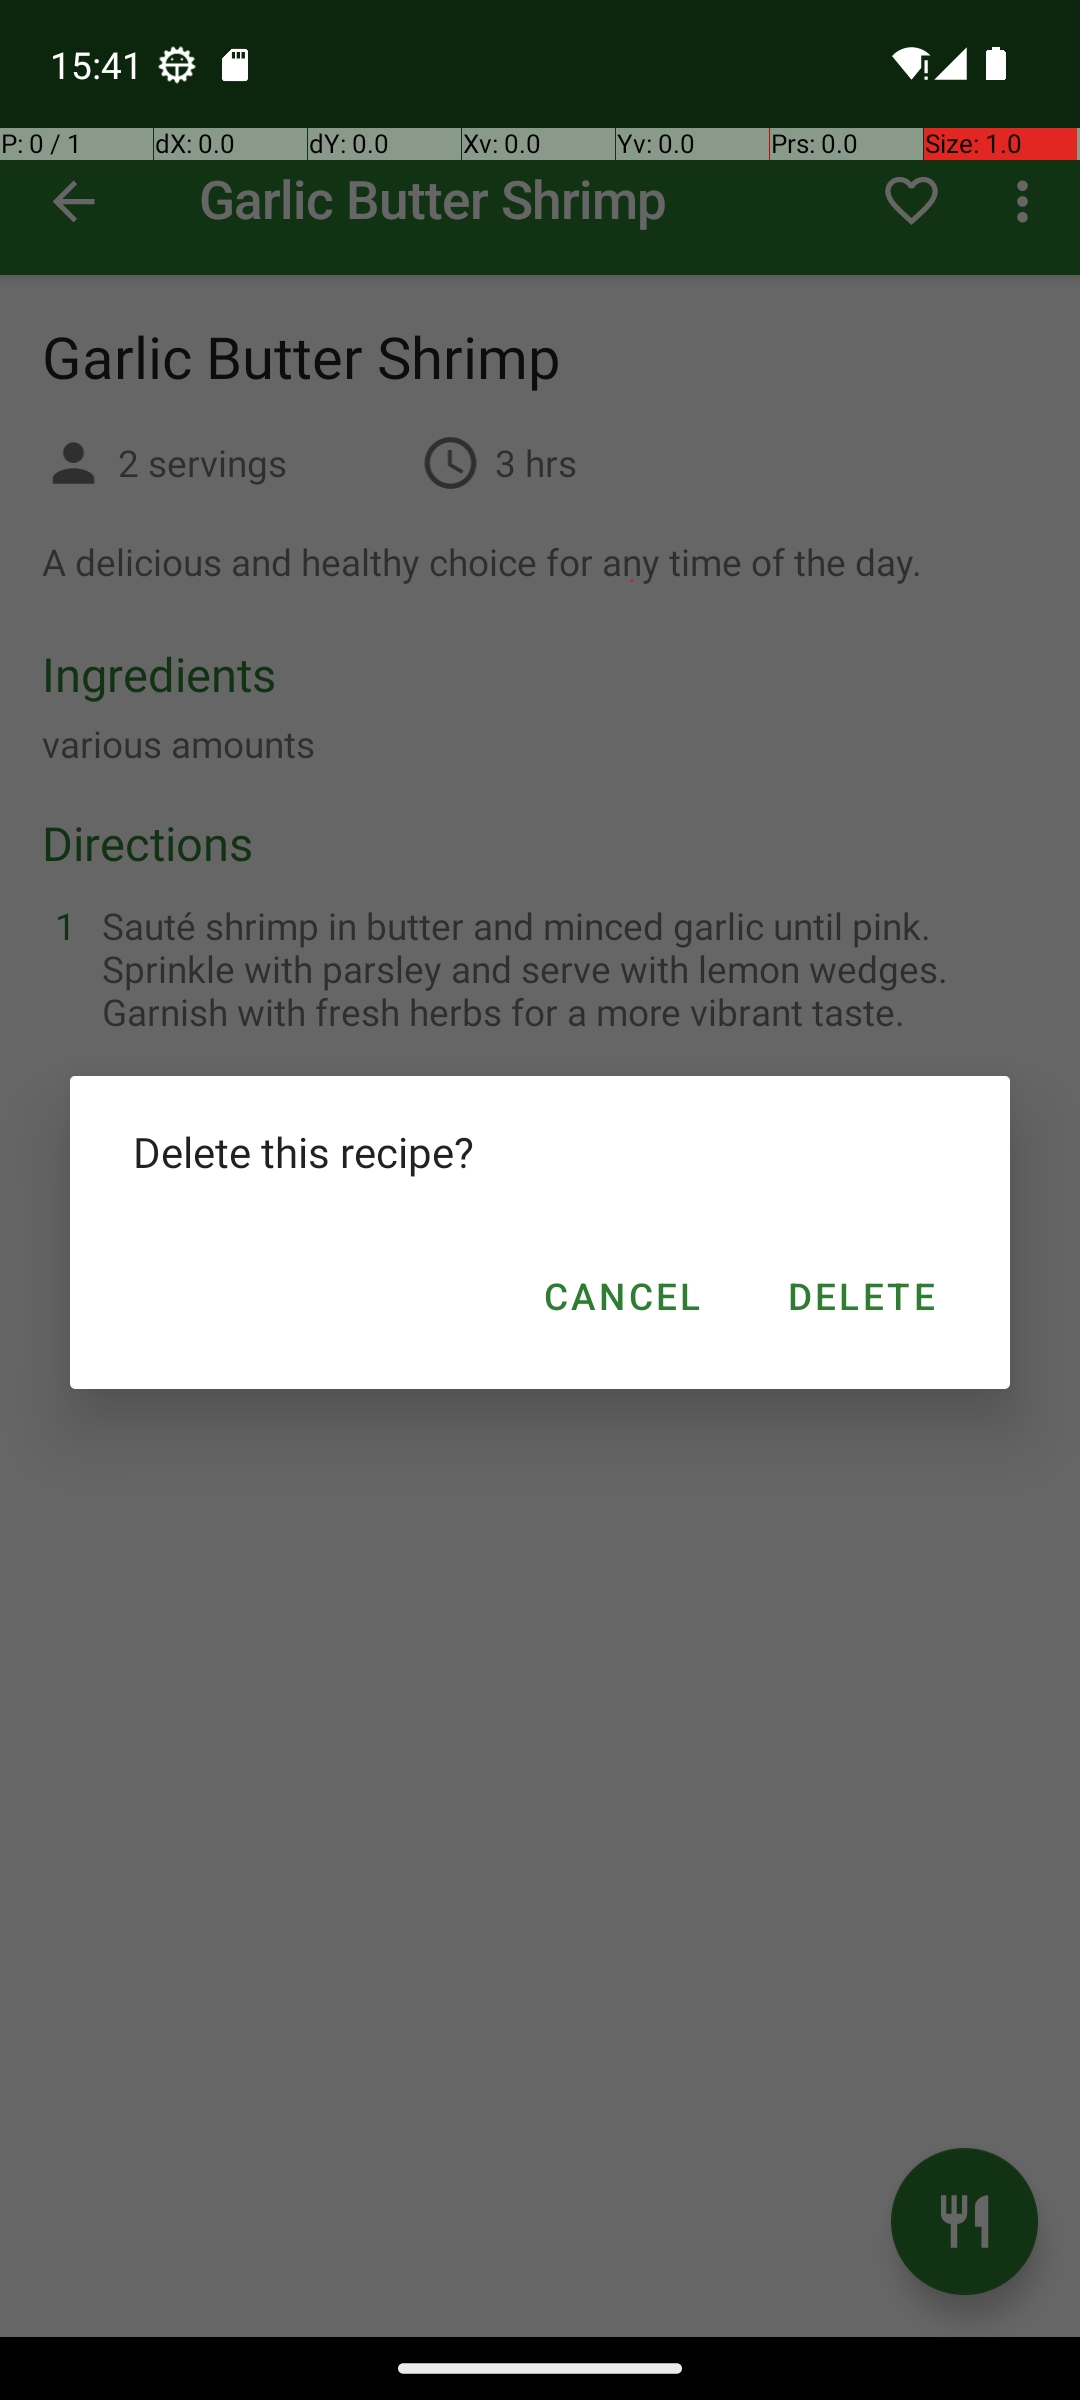 15:41
P: 0 / 1 dX: 0.0 dY: 0.0 Xv: 0.0 Yv: 0.0 Prs: 0.0 Size: 1.0
Garlic Butter Shrimp
Garlic Butter Shrimp
2 servings 3 hrs
A delicious and healthy choice for any time of the day.
Ingredients
various amounts
Directions
1 Sauté shrimp in butter and minced garlic until pink.
Sprinkle with parsley and serve with lemon wedges.
Garnish with fresh herbs for a more vibrant taste.
Delete this recipe?
CANCEL DELETE